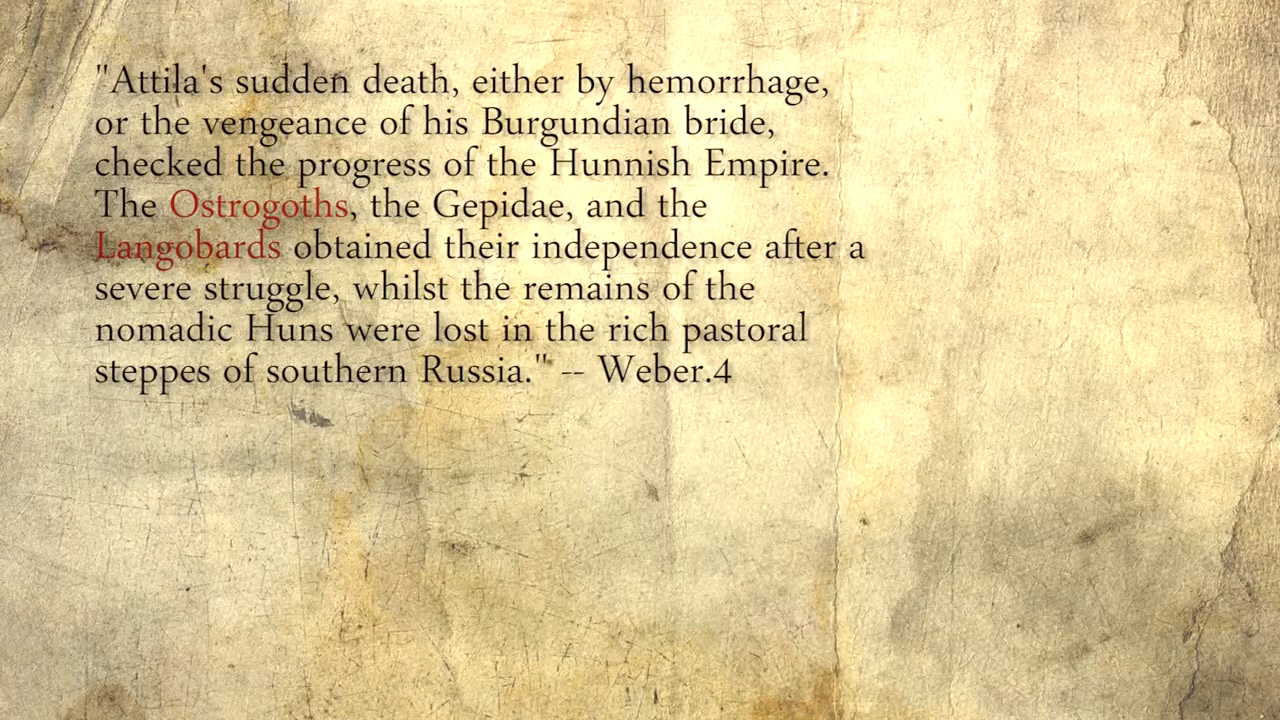 "Attila's sudden death, either by hemorrhage,
or the vengeance of his Burgundian bride,
checked the progress of the Hunnish Empire.
The Ostrogoths, the Gepidae, and the
Langobards obtained their independence after a
severe struggle, whilst the remains of the
nomadic Huns were lost in the rich pastoral
steppes of southern Russia." -- Weber.4